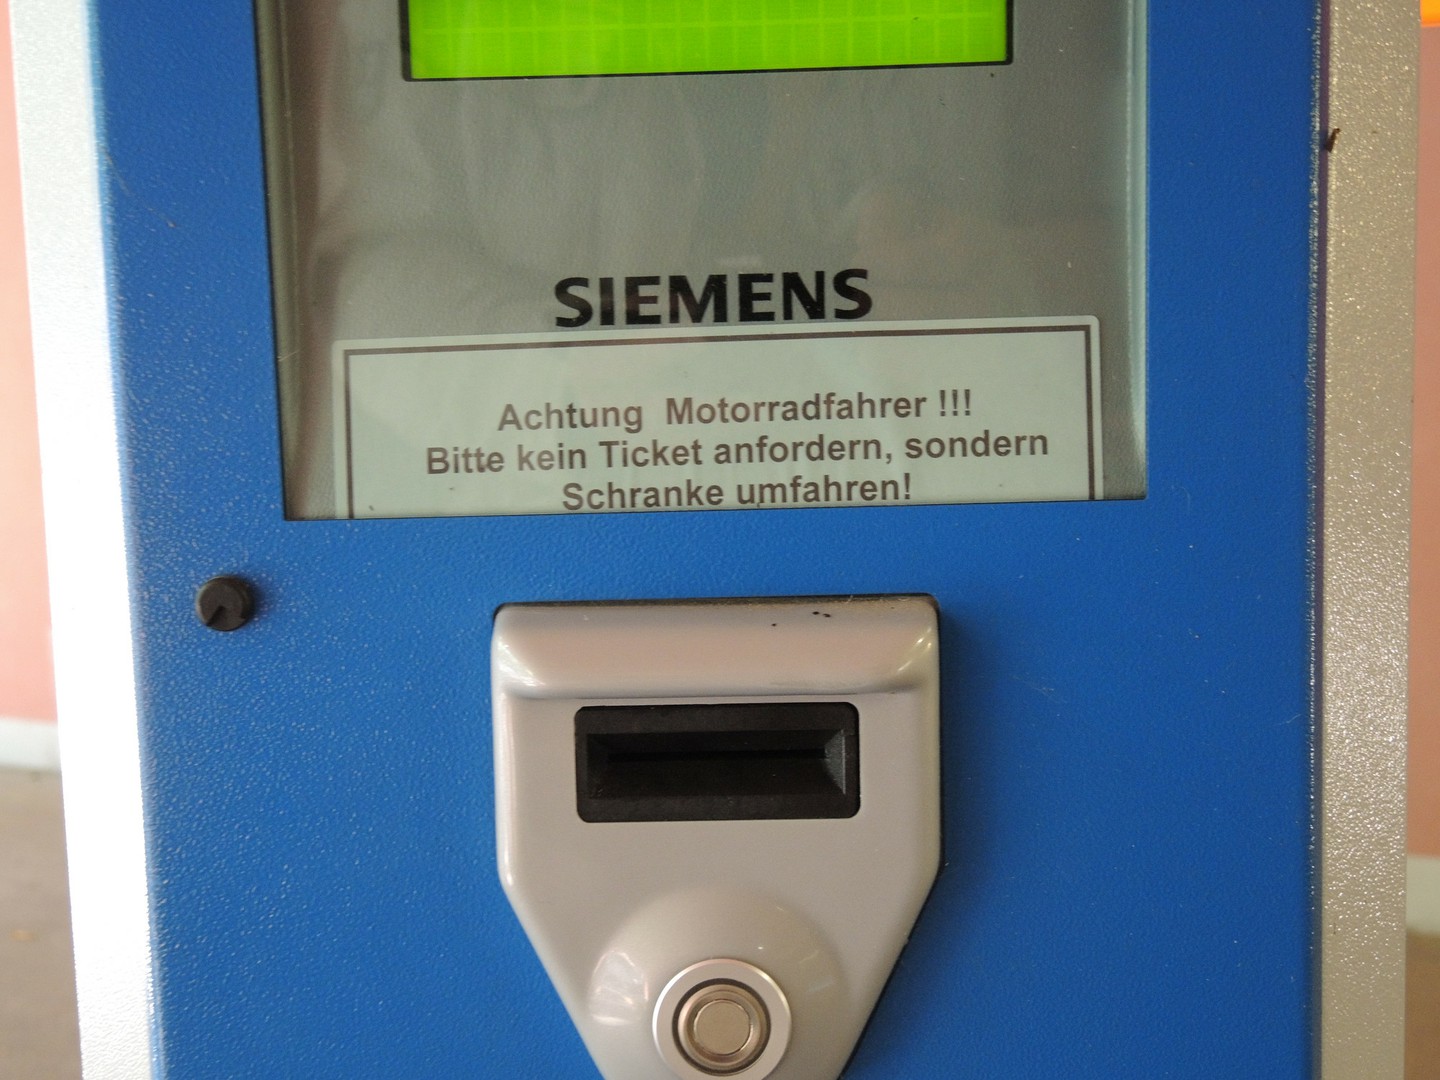 SIEMENS
Achtung Motorradfahrer !!!
Bitte kein Ticket anfordern, sondern
Schranke umfahren!